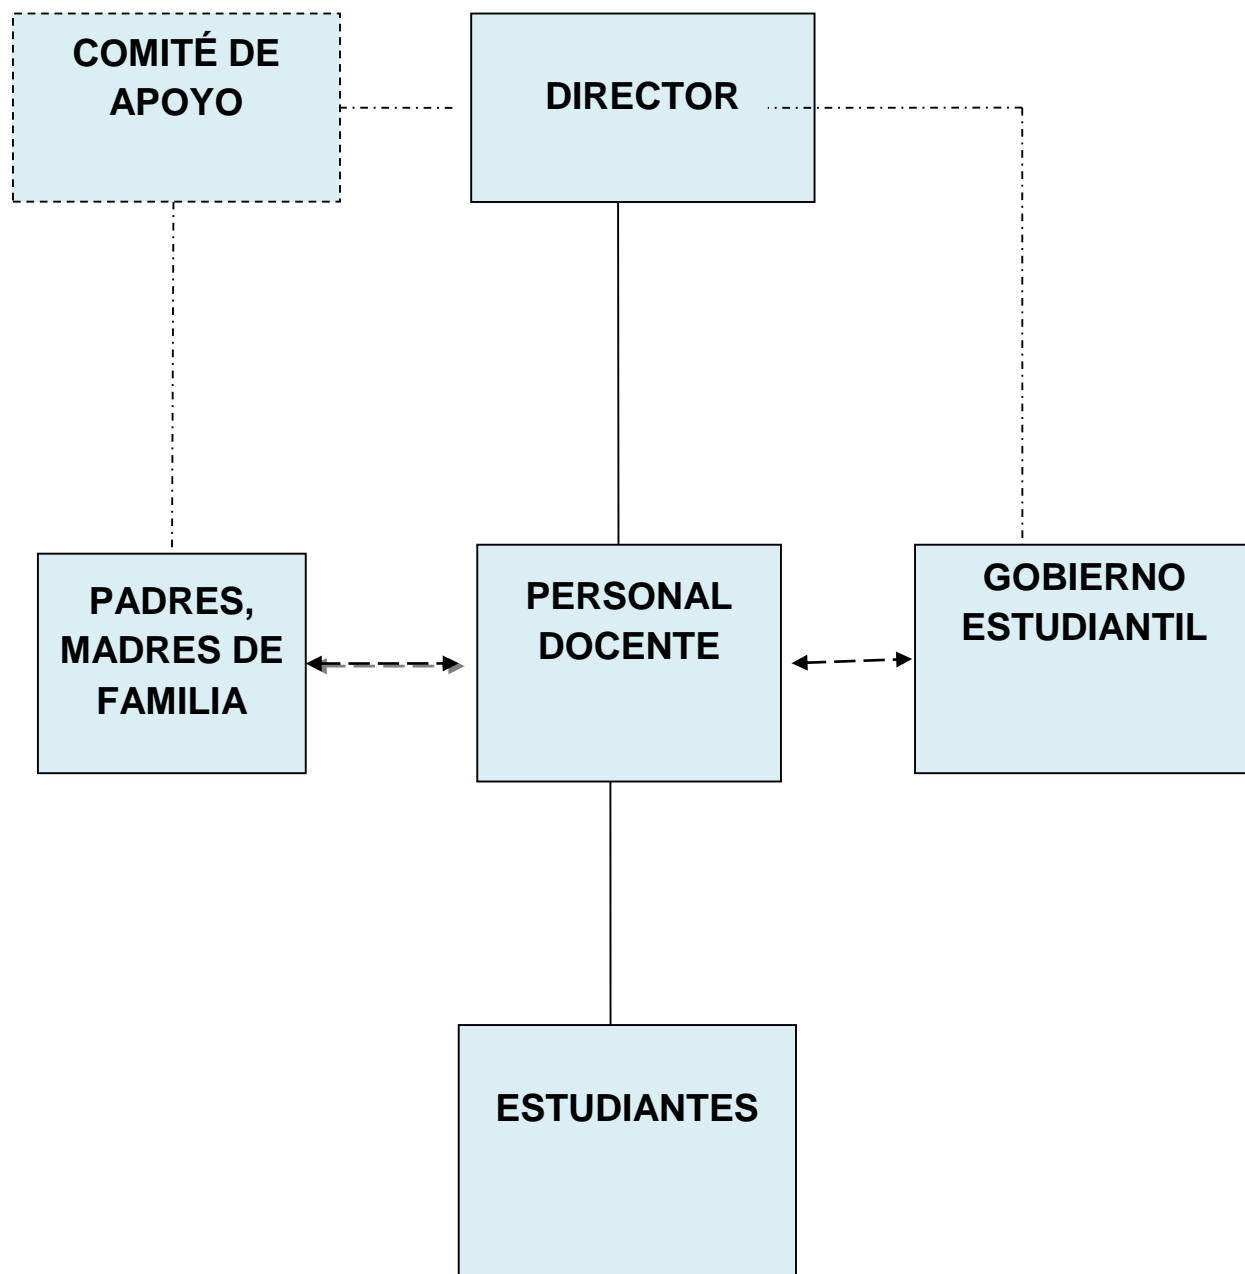 COMITÉ DE
APOYO
DIRECTOR
PADRES,
MADRES DE
FAMILIA
PERSONAL
DOCENTE
GOBIERNO
ESTUDIANTIL
ESTUDIANTES